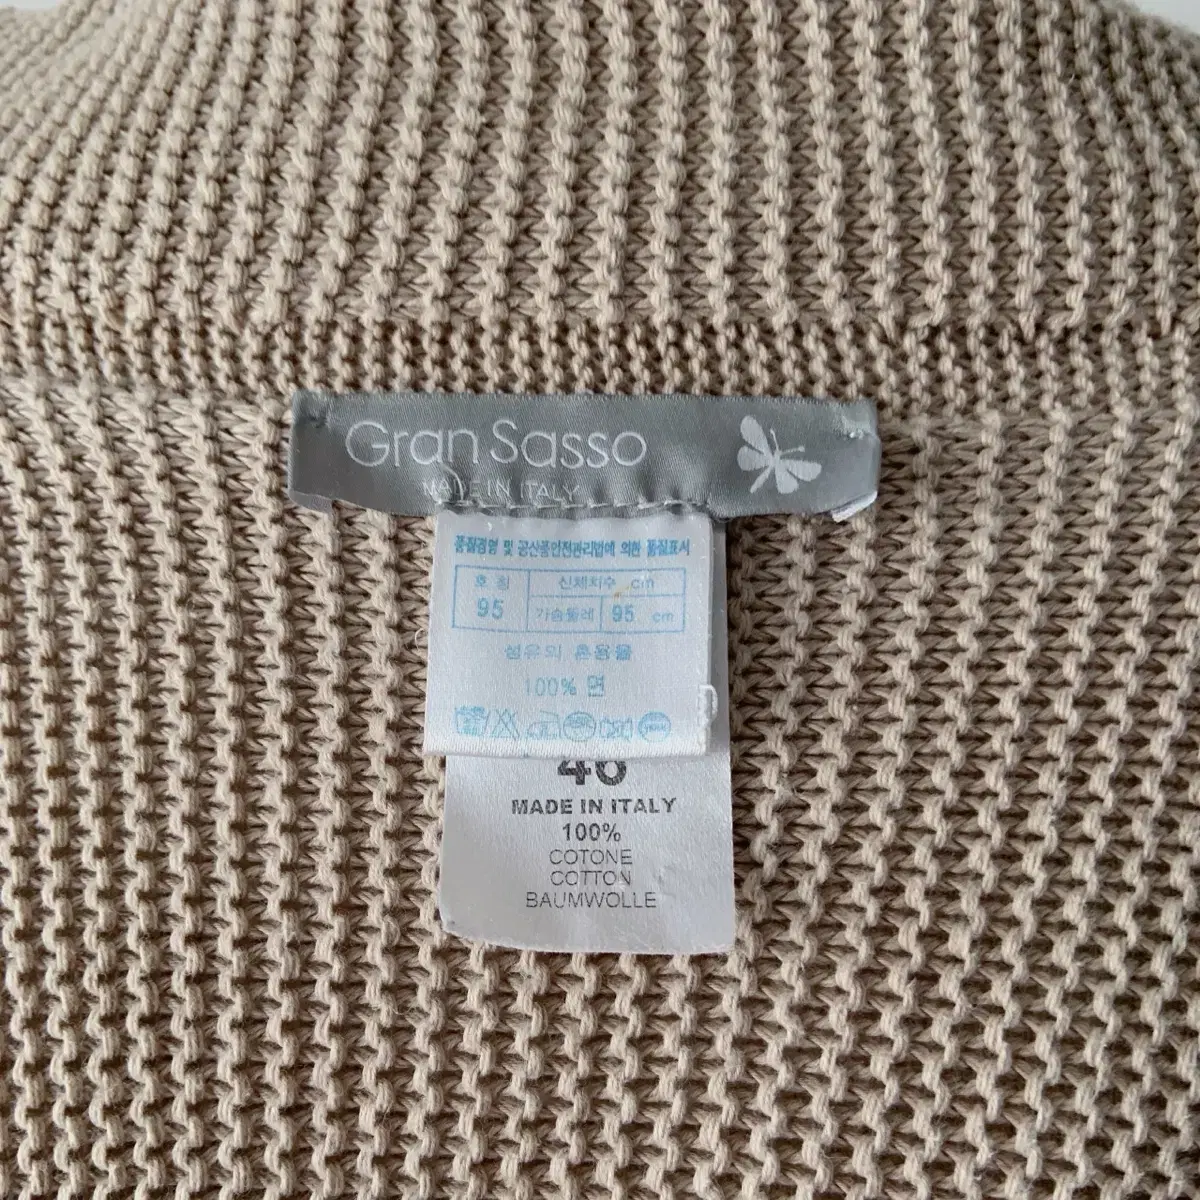 Gran Sasso
MADE IN ITALY
품질경영 및 공산품안전관리법에 의한 품질표시
호 칭 신체치수 cm
95 가슴둘레 95 cm
섬유의 혼용율
100% 면
46
MADE IN ITALY
100%
COTONE
COTTON
BAUMWOLLE